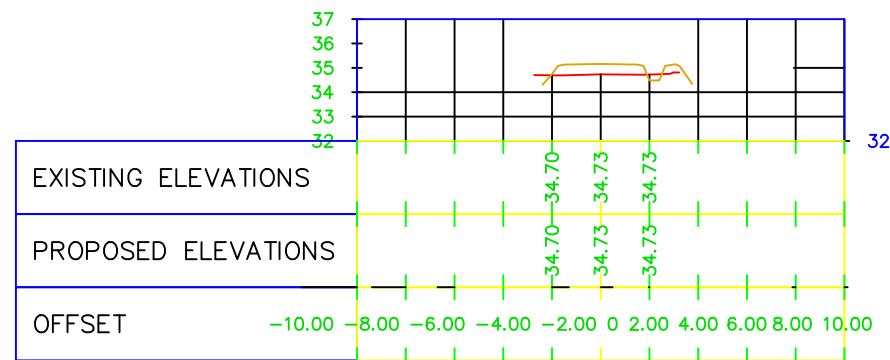 37
36
35
34
33
32
32
EXISTING ELEVATIONS 34.70 34.73 34.73
PROPOSED ELEVATIONS 34.70 34.73 34.73
OFFSET -10.00 -8.00 -6.00 -4.00 -2.00 0 2.00 4.00 6.00 8.00 10.00